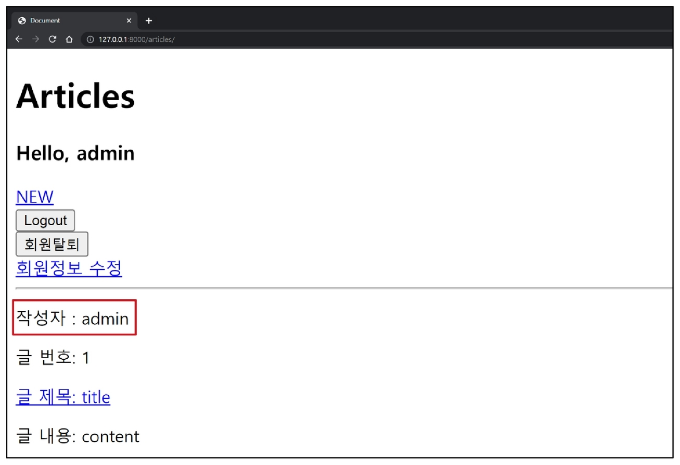 Document
127.0.0.1:8000/articles/
Articles
Hello, admin
NEW
Logout
회원탈퇴
회원정보 수정
작성자 : admin
글 번호: 1
글 제목: title
글 내용: content